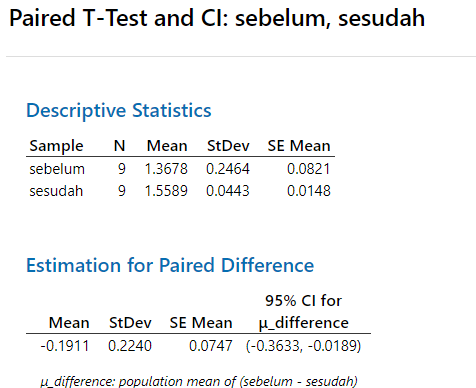 Paired T-Test and CI: sebelum, sesudah
Descriptive Statistics
Sample N Mean StDev SE Mean
sebelum 9 1.3678 0.2464 0.0821
sesudah 9 1.5589 0.0443 0.0148
Estimation for Paired Difference
95% CI for
Mean StDev SE Mean μ_difference
-0.1911 0.2240 0.0747 (-0.3633, -0.0189)
μ_difference: population mean of (sebelum - sesudah)